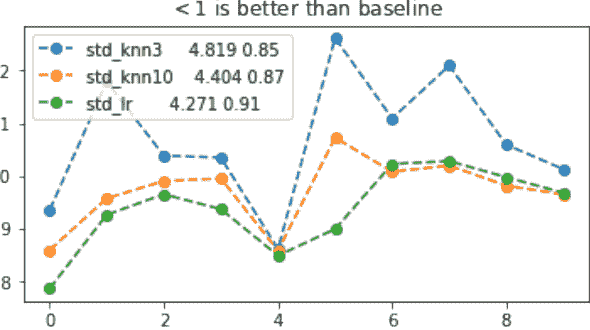 < 1 is better than baseline
std_knn3 4.819 0.85
std_knn10 4.404 0.87
std_lr 4.271 0.91
2
1
0
9
8
0 2 4 6 8